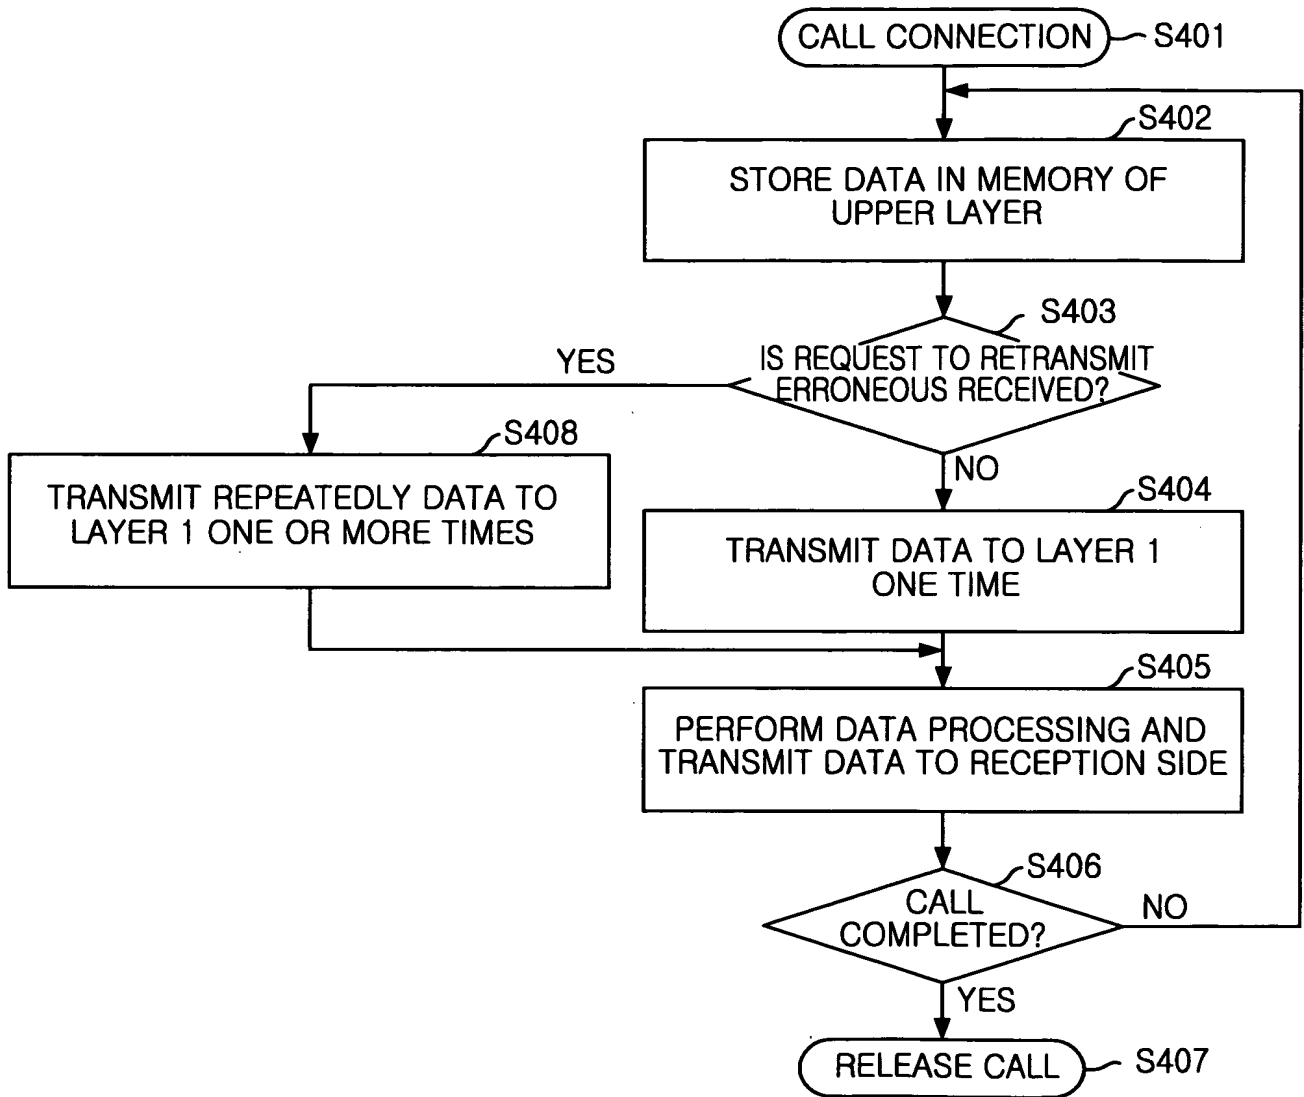 CALL CONNECTION
S401
S402
STORE DATA IN MEMORY OF
UPPER LAYER
S403
IS REQUEST TO RETRANSMIT
ERRONEOUS RECEIVED?
YES
NO
S408
TRANSMIT REPEATEDLY DATA TO
LAYER 1 ONE OR MORE TIMES
S404
TRANSMIT DATA TO LAYER 1
ONE TIME
S405
PERFORM DATA PROCESSING AND
TRANSMIT DATA TO RECEPTION SIDE
S406
CALL
COMPLETED?
NO
YES
RELEASE CALL
S407